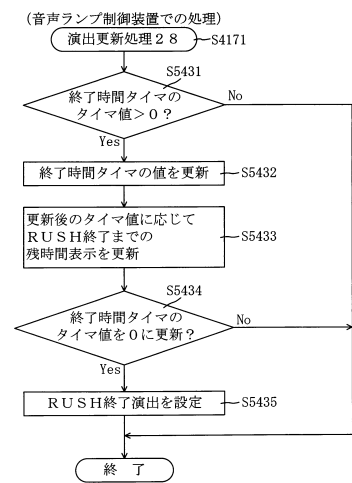 (音声ランプ制御装置での処理)
演出更新処理28
S4171
S5431
終了時間タイマの
タイマ値>0?
No
Yes
終了時間タイマの値を更新
S5432
更新後のタイマ値に応じて
RUSH終了までの
残時間表示を更新
S5433
S5434
終了時間タイマの
タイマ値を0に更新?
No
Yes
RUSH終了演出を設定
S5435
終 了